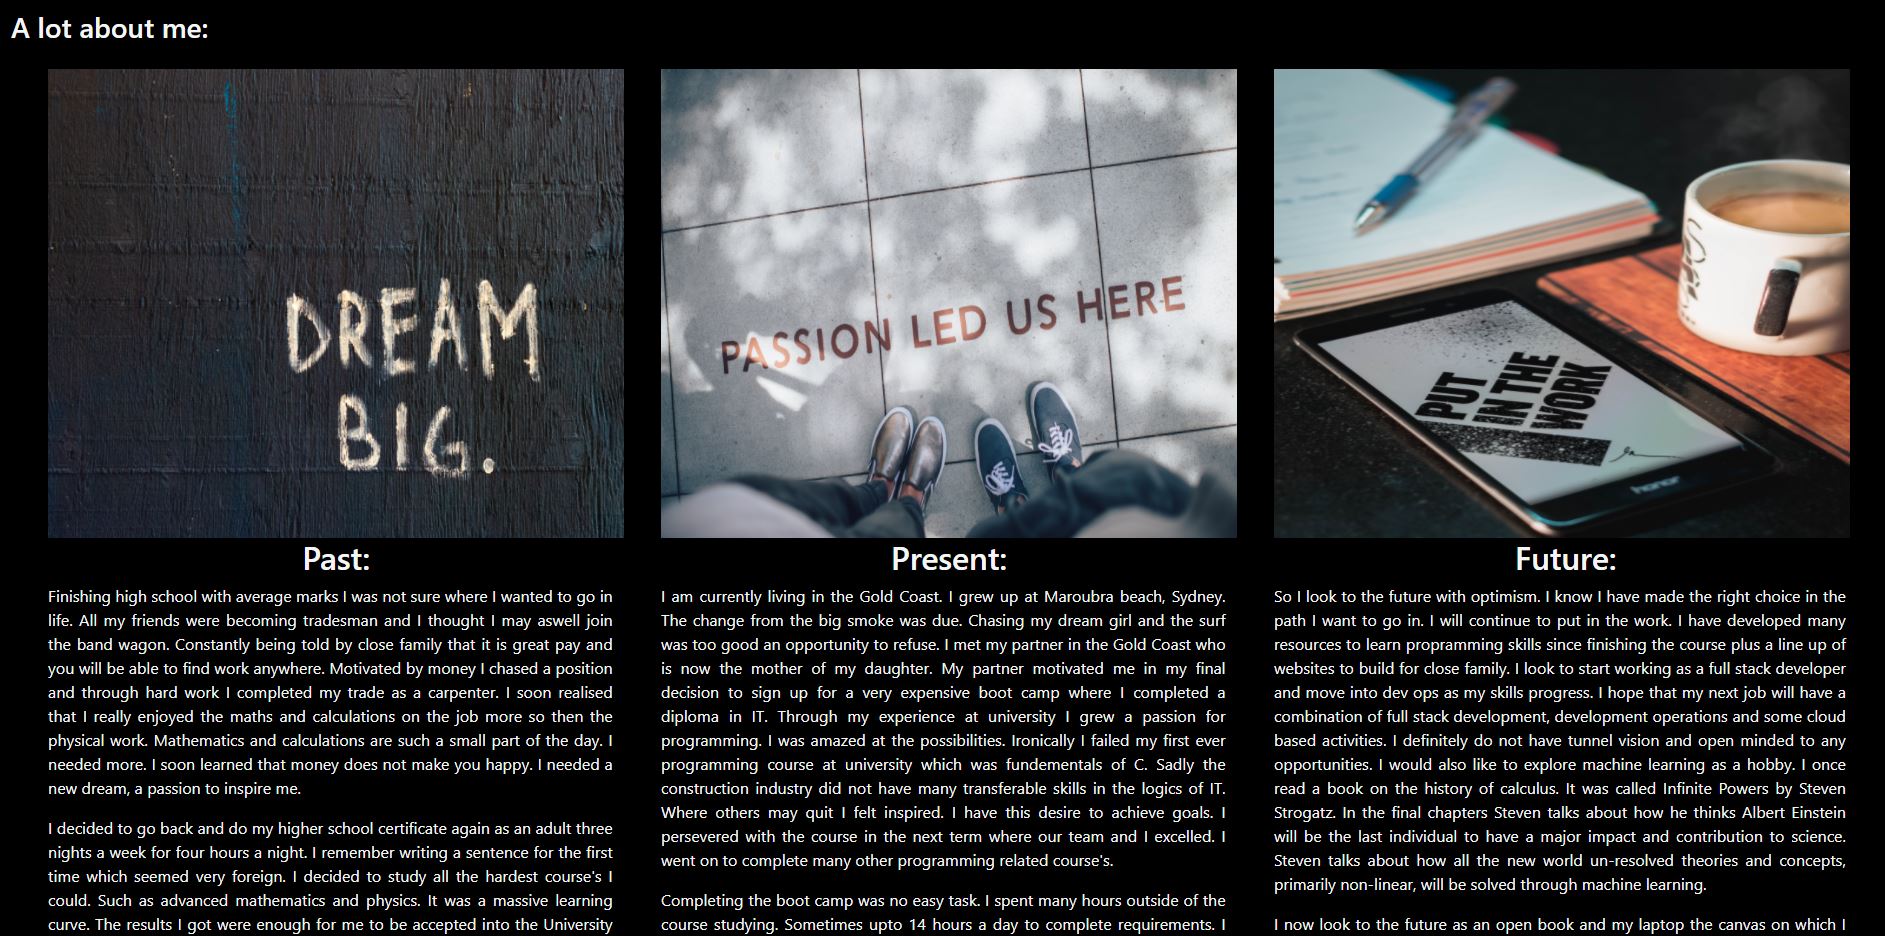 A lot about me:
DREAM
BIG.
PASSION LED US HERE
PUT
IN THE
WORK
honor
Past:
Finishing high school with average marks I was not sure where I wanted to go in
life. All my friends were becoming tradesman and I thought I may aswell join
the band wagon. Constantly being told by close family that it is great pay and
you will be able to find work anywhere. Motivated by money I chased a position
and through hard work I completed my trade as a carpenter. I soon realised
that I really enjoyed the maths and calculations on the job more so then the
physical work. Mathematics and calculations are such a small part of the day. I
needed more. I soon learned that money does not make you happy. I needed a
new dream, a passion to inspire me.
I decided to go back and do my higher school certificate again as an adult three
nights a week for four hours a night. I remember writing a sentence for the first
time which seemed very foreign. I decided to study all the hardest course's I
could. Such as advanced mathematics and physics. It was a massive learning
curve. The results I got were enough for me to be accepted into the University
Present:
I am currently living in the Gold Coast. I grew up at Maroubra beach, Sydney.
The change from the big smoke was due. Chasing my dream girl and the surf
was too good an opportunity to refuse. I met my partner in the Gold Coast who
is now the mother of my daughter. My partner motivated me in my final
decision to sign up for a very expensive boot camp where I completed a
diploma in IT. Through my experience at university I grew a passion for
programming. I was amazed at the possibilities. Ironically I failed my first ever
programming course at university which was fundementals of C. Sadly the
construction industry did not have many transferable skills in the logics of IT.
Where others may quit I felt inspired. I have this desire to achieve goals. I
persevered with the course in the next term where our team and I excelled. I
went on to complete many other programming related course's.
Completing the boot camp was no easy task. I spent many hours outside of the
course studying. Sometimes upto 14 hours a day to complete requirements. I
Future:
So I look to the future with optimism. I know I have made the right choice in the
path I want to go in. I will continue to put in the work. I have developed many
resources to learn propramming skills since finishing the course plus a line up of
websites to build for close family. I look to start working as a full stack developer
and move into dev ops as my skills progress. I hope that my next job will have a
combination of full stack development, development operations and some cloud
based activities. I definitely do not have tunnel vision and open minded to any
opportunities. I would also like to explore machine learning as a hobby. I once
read a book on the history of calculus. It was called Infinite Powers by Steven
Strogatz. In the final chapters Steven talks about how he thinks Albert Einstein
will be the last individual to have a major impact and contribution to science.
Steven talks about how all the new world un-resolved theories and concepts,
primarily non-linear, will be solved through machine learning.
I now look to the future as an open book and my laptop the canvas on which I